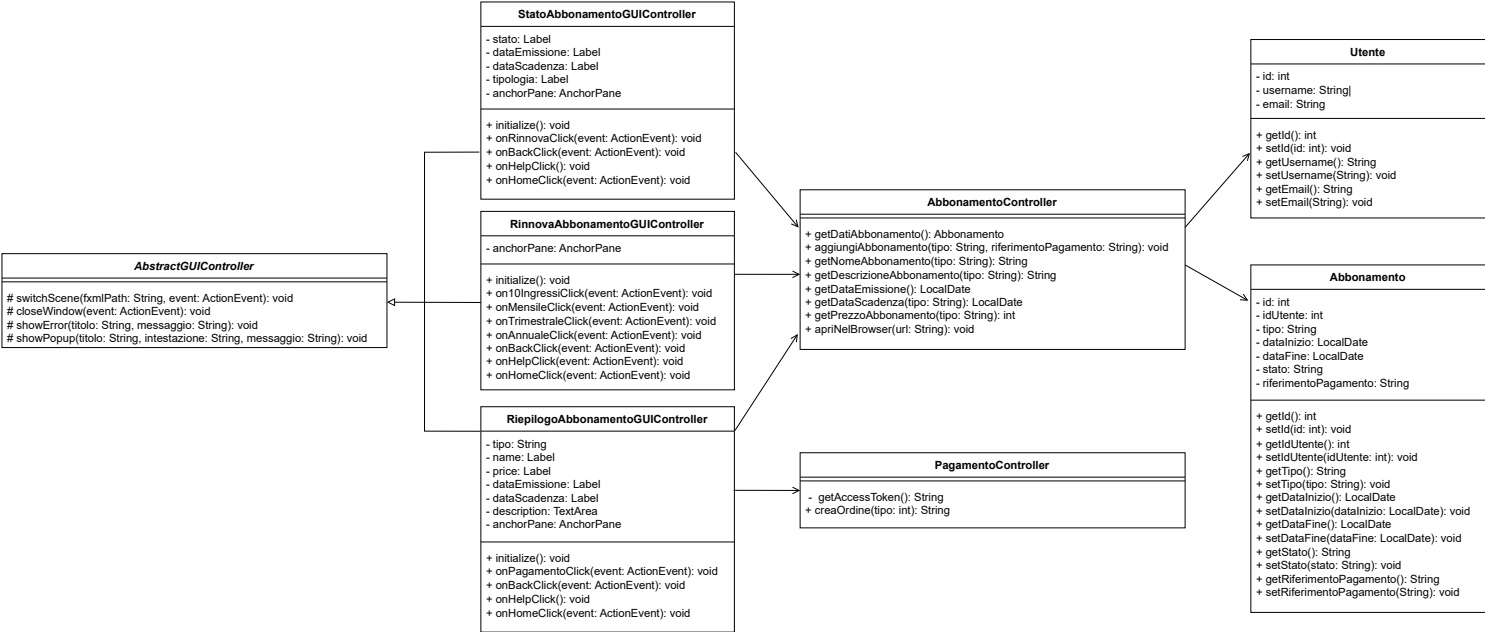 AbstractGUIController
# switchScene(fxmlPath: String, event: ActionEvent): void
# closeWindow(event: ActionEvent): void
# showError(titolo: String, messaggio: String): void
# showPopup(titolo: String, intestazione: String, messaggio: String): void
StatoAbbonamentoGUIController
- stato: Label
- dataEmissione: Label
- dataScadenza: Label
- tipologia: Label
- anchorPane: AnchorPane
+ initialize(): void
+ onRinnovaClick(event: ActionEvent): void
+ onBackClick(event: ActionEvent): void
+ onHelpClick(): void
+ onHomeClick(event: ActionEvent): void
RinnovaAbbonamentoGUIController
- anchorPane: AnchorPane
+ initialize(): void
+ on10IngressiClick(event: ActionEvent): void
+ onMensileClick(event: ActionEvent): void
+ onTrimestraleClick(event: ActionEvent): void
+ onAnnualeClick(event: ActionEvent): void
+ onBackClick(event: ActionEvent): void
+ onHelpClick(event: ActionEvent): void
+ onHomeClick(event: ActionEvent): void
RiepilogoAbbonamentoGUIController
- tipo: String
- name: Label
- price: Label
- dataEmissione: Label
- dataScadenza: Label
- description: TextArea
- anchorPane: AnchorPane
+ initialize(): void
+ onPagamentoClick(event: ActionEvent): void
+ onBackClick(event: ActionEvent): void
+ onHelpClick(): void
+ onHomeClick(event: ActionEvent): void
AbbonamentoController
+ getDatiAbbonamento(): Abbonamento
+ aggiungiAbbonamento(tipo: String, riferimentoPagamento: String): void
+ getNomeAbbonamento(tipo: String): String
+ getDescrizioneAbbonamento(tipo: String): String
+ getDataEmissione(): LocalDate
+ getDataScadenza(tipo: String): LocalDate
+ getPrezzoAbbonamento(tipo: String): int
+ apriNelBrowser(url: String): void
PagamentoController
- getAccessToken(): String
+ creaOrdine(tipo: int): String
Utente
- id: int
- username: String|
- email: String
+ getId(): int
+ setId(id: int): void
+ getUsername(): String
+ setUsername(String): void
+ getEmail(): String
+ setEmail(String): void
Abbonamento
- id: int
- idUtente: int
- tipo: String
- dataInizio: LocalDate
- dataFine: LocalDate
- stato: String
- riferimentoPagamento: String
+ getId(): int
+ setId(id: int): void
+ getIdUtente(): int
+ setIdUtente(idUtente: int): void
+ getTipo(): String
+ setTipo(tipo: String): void
+ getDataInizio(): LocalDate
+ setDataInizio(dataInizio: LocalDate): void
+ getDataFine(): LocalDate
+ setDataFine(dataFine: LocalDate): void
+ getStato(): String
+ setStato(stato: String): void
+ getRiferimentoPagamento(): String
+ setRiferimentoPagamento(String): void